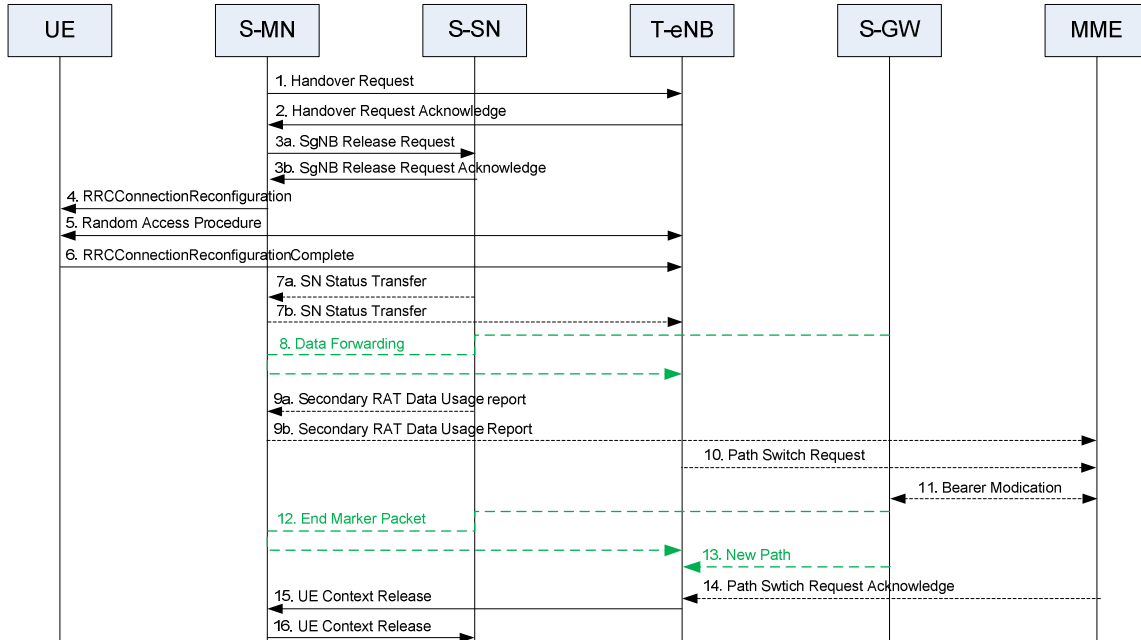 UE
S-MN
S-SN
T-eNB
S-GW
MME
1. Handover Request
2. Handover Request Acknowledge
3a. SgNB Release Request
3b. SgNB Release Request Acknowledge
4. RRCConnectionReconfiguration
5. Random Access Procedure
6. RRCConnectionReconfigurationComplete
7a. SN Status Transfer
7b. SN Status Transfer
8. Data Forwarding
9a. Secondary RAT Data Usage report
9b. Secondary RAT Data Usage Report
10. Path Switch Request
11. Bearer Modication
12. End Marker Packet
13. New Path
14. Path Swtich Request Acknowledge
15. UE Context Release
16. UE Context Release